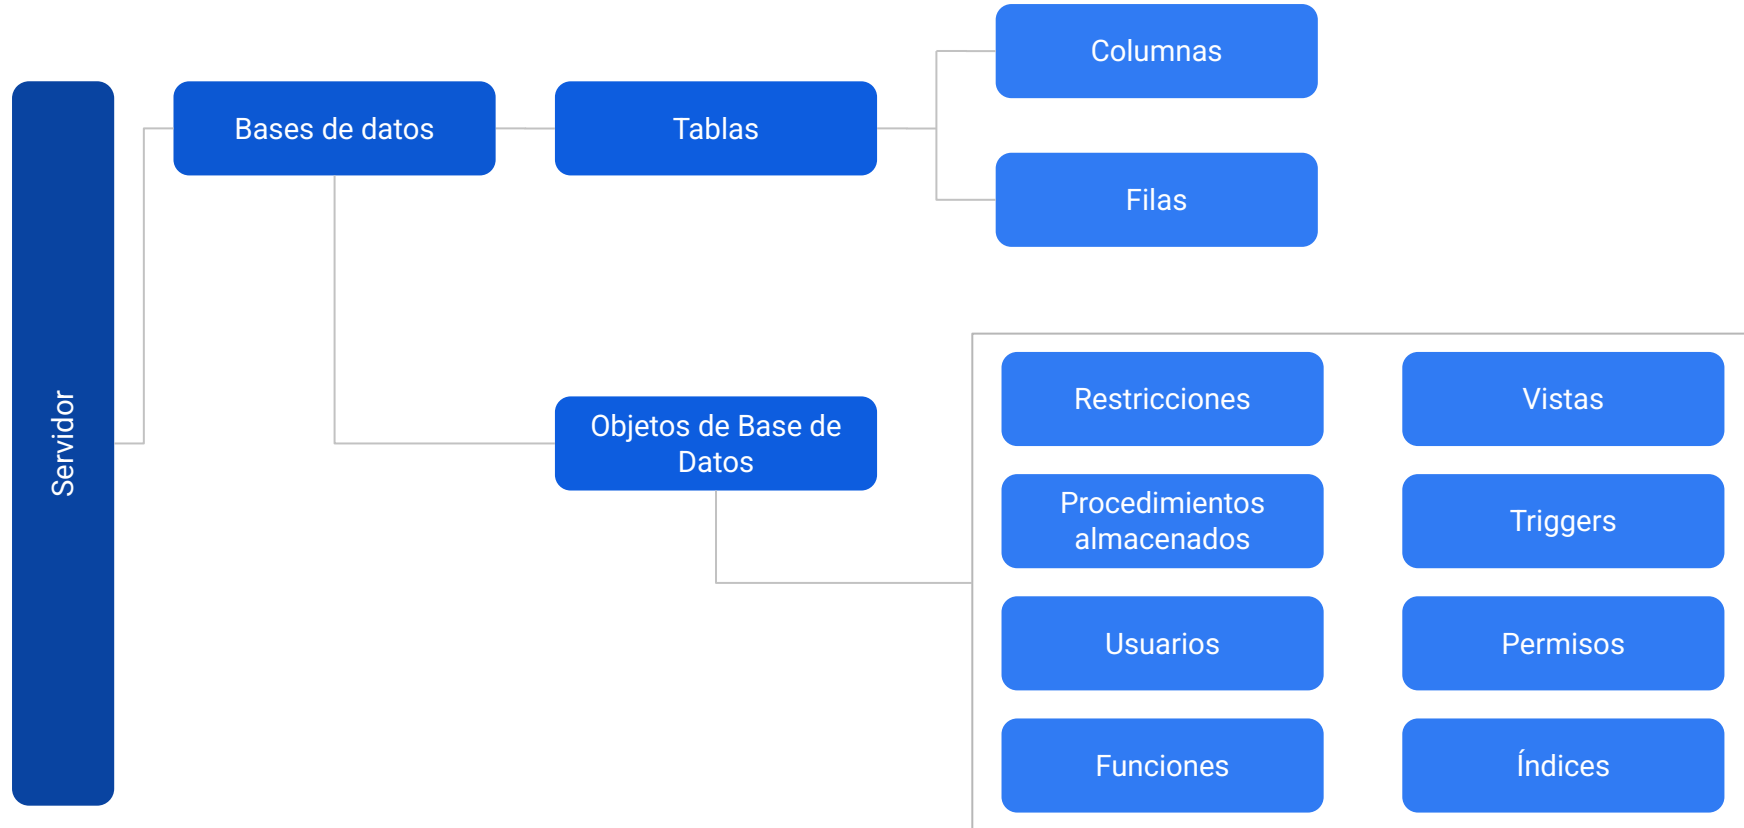 Servidor
Bases de datos
Tablas
Columnas
Filas
Objetos de Base de
Datos
Restricciones
Vistas
Procedimientos
almacenados
Triggers
Usuarios
Permisos
Funciones
Índices